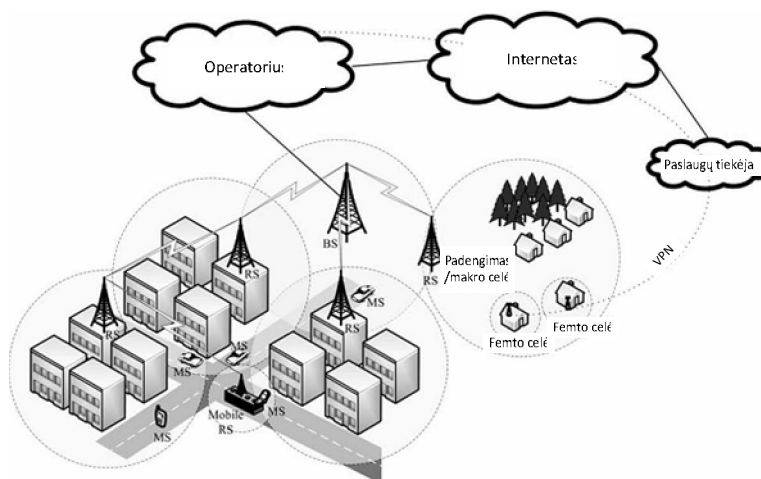 Operatorius
Internetas
Paslaugų tiekėja
BS
RS
RS
Padengimas
/makro celė
VPN
MS
RS
RS
Femto celė
Femto celė
MS
MS
MS
Mobile
RS
MS